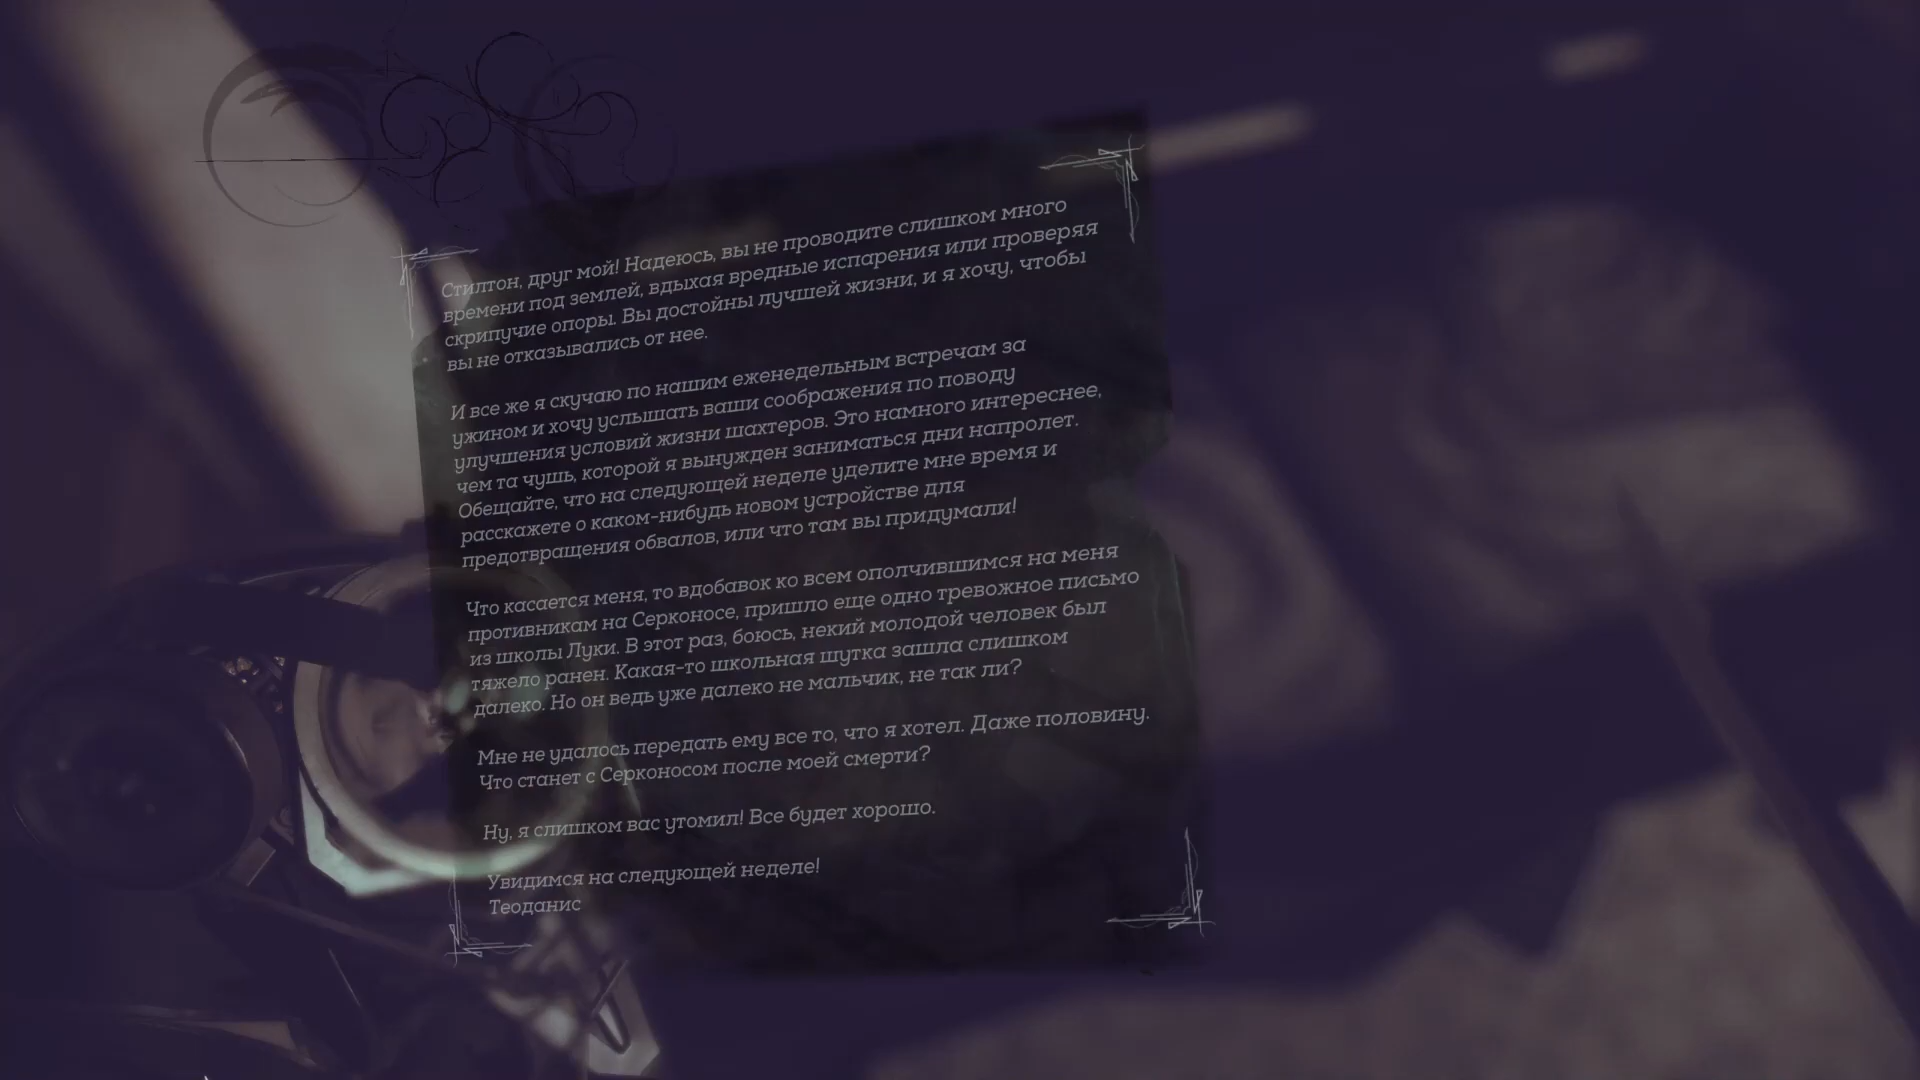 Стилтон, друг мой! Надеюсь, вы не проводите слишком много
времени под землей, вдыхая вредные испарения или проверяя
скрипучие опоры. Вы достойны лучшей жизни, и я хочу, чтобы
вы не отказывались от нее.
И все же я скучаю по нашим еженедельным встречам за
ужином и хочу услышать ваши соображения по поводу
улучшения условий жизни шахтеров. Это намного интереснее,
чем та чушь, которой я вынужден заниматься дни напролет.
Обещайте, что на следующей неделе уделите мне время и
расскажете о каком-нибудь новом устройстве для
предотвращения обвалов, или что там вы придумали!
Что касается меня, то вдобавок ко всем ополчившимся на меня
противникам на Серконосе, пришло еще одно тревожное письмо
из школы Луки. В этот раз, боюсь, некий молодой человек был
тяжело ранен. Какая-то школьная шутка зашла слишком
далеко. Но он ведь уже далеко не мальчик, не так ли?
Мне не удалось передать ему все то, что я хотел. Даже половину.
Что станет с Серконосом после моей смерти?
Ну, я слишком вас утомил! Все будет хорошо.
Увидимся на следующей неделе!
Теоданис